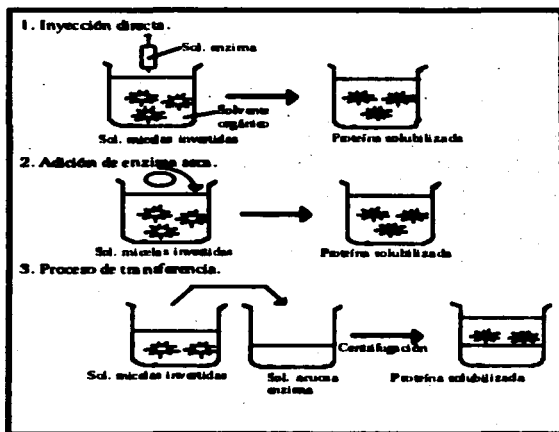 1. Inyección directa.
Sol. enzima
Solvente
orgánico
Sol. micelas invertidas
Proteína solubilizada
2. Adición de enzima seca.
Sol. micelas invertidas
Proteína solubilizada
3. Proceso de transferencia.
Centrifugación
Sol. micelas invertidas
Sol. acuosa
enzima
Proteína solubilizada